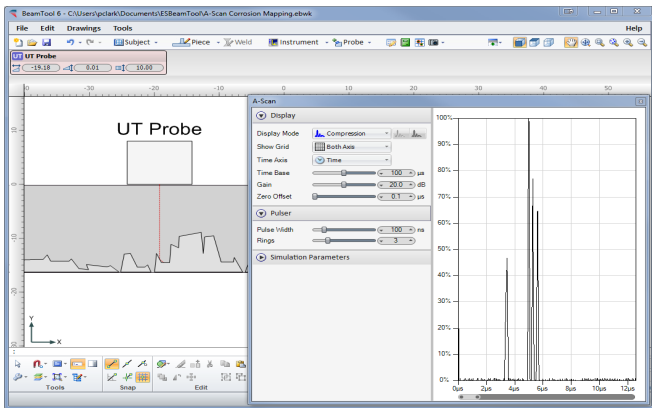 BeamTool 6 - C:\Users\pclark\Documents\ESBeamTool\A-Scan Corrosion Mapping.ebwk
File Edit Drawings Tools Help
Subject Piece Weld Instrument Probe
UT UT Probe
-19.18 0.01 10.00
-30 -20 -10 0 10 20 30 40 50
UT Probe
Y
X
Tools Snap Edit
A-Scan
Display
Display Mode Compression
Show Grid Both Axis
Time Axis Time
Time Base 100 µs
Gain 20.0 dB
Zero Offset 0.1 µs
Pulser
Pulse Width 100 ns
Rings 3
Simulation Parameters
100%
90%
80%
70%
60%
50%
40%
30%
20%
10%
0%
0µs 2µs 4µs 6µs 8µs 10µs 12µs